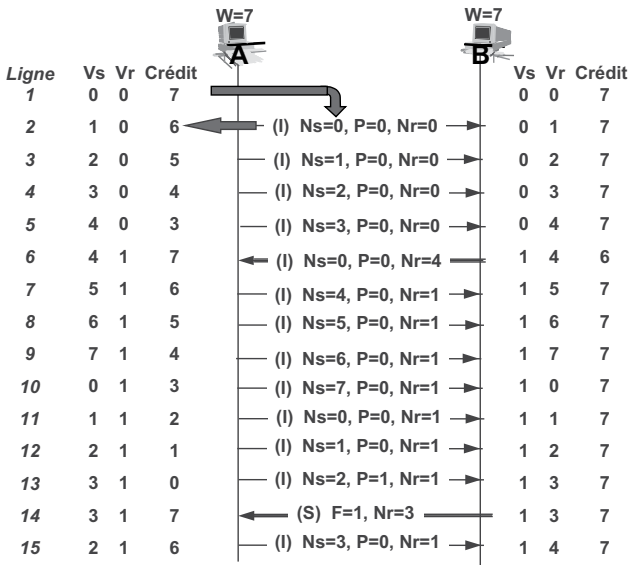 W=7 W=7
A B
Ligne Vs Vr Crédit Vs Vr Crédit
1 0 0 7 0 0 7
2 1 0 6 (I) Ns=0, P=0, Nr=0 0 1 7
3 2 0 5 (I) Ns=1, P=0, Nr=0 0 2 7
4 3 0 4 (I) Ns=2, P=0, Nr=0 0 3 7
5 4 0 3 (I) Ns=3, P=0, Nr=0 0 4 7
6 4 1 7 (I) Ns=0, P=0, Nr=4 1 4 6
7 5 1 6 (I) Ns=4, P=0, Nr=1 1 5 7
8 6 1 5 (I) Ns=5, P=0, Nr=1 1 6 7
9 7 1 4 (I) Ns=6, P=0, Nr=1 1 7 7
10 0 1 3 (I) Ns=7, P=0, Nr=1 1 0 7
11 1 1 2 (I) Ns=0, P=0, Nr=1 1 1 7
12 2 1 1 (I) Ns=1, P=0, Nr=1 1 2 7
13 3 1 0 (I) Ns=2, P=1, Nr=1 1 3 7
14 3 1 7 (S) F=1, Nr=3 1 3 7
15 2 1 6 (I) Ns=3, P=0, Nr=1 1 4 7